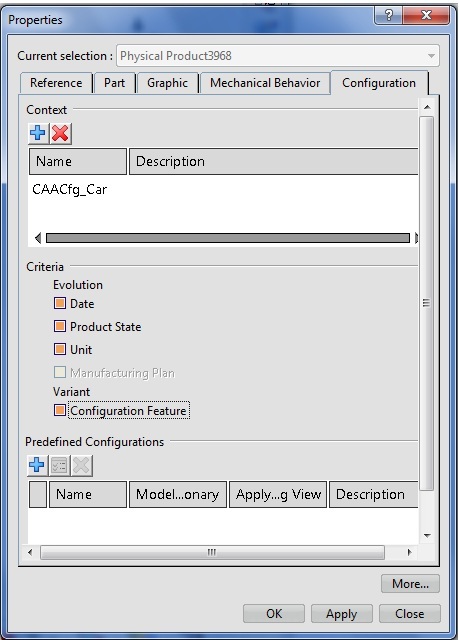 Properties
Current selection : Physical Product3968
Reference Part Graphic Mechanical Behavior Configuration
Context
Name Description
CAACfg_Car
Criteria
Evolution
Date
Product State
Unit
Manufacturing Plan
Variant
Configuration Feature
Predefined Configurations
Name Model...onary Apply...g View Description
More...
OK Apply Close